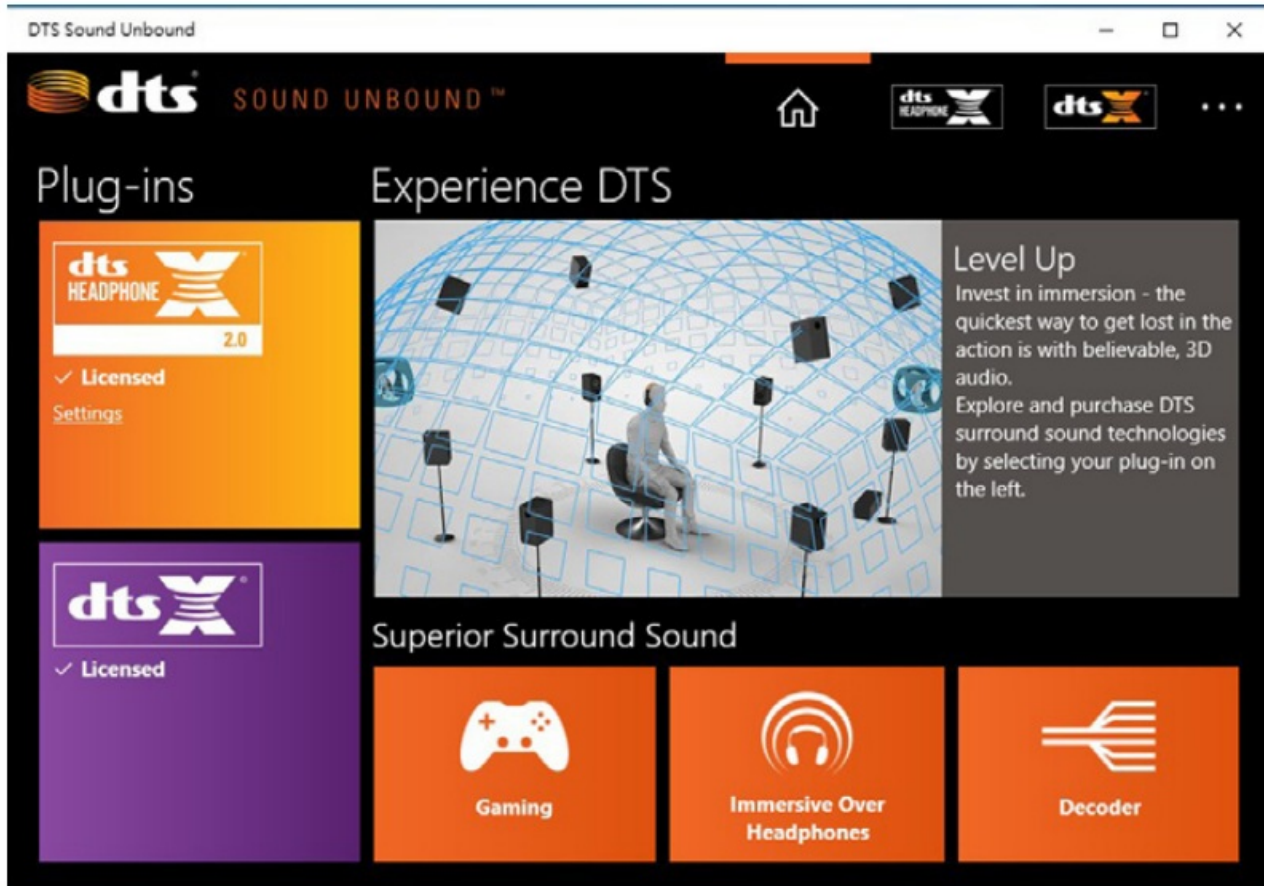 DTS Sound Unbound
dts SOUND UNBOUND™
dts HEADPHONE X
dts X
Plug-ins
dts
HEADPHONE X
2.0
Licensed
Settings
dts X
Licensed
Experience DTS
Level Up
Invest in immersion - the
quickest way to get lost in the
action is with believable, 3D
audio.
Explore and purchase DTS
surround sound technologies
by selecting your plug-in on
the left.
Superior Surround Sound
Gaming
Immersive Over
Headphones
Decoder